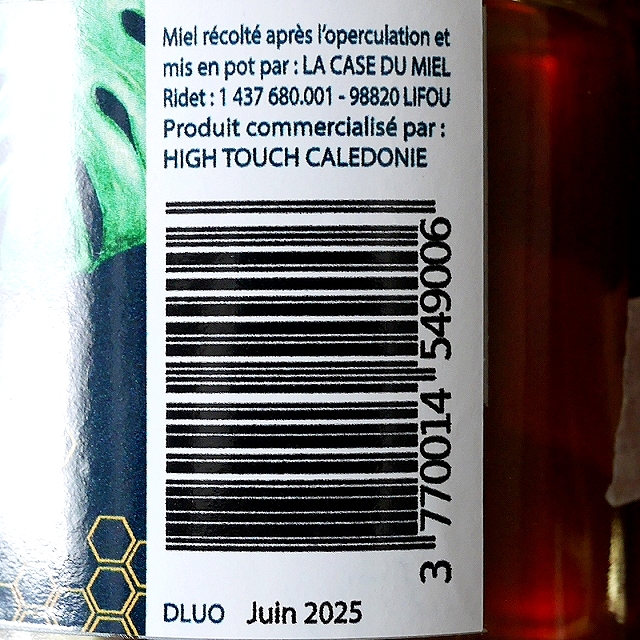 Miel récolté après l'operculation et
mis en pot par : LA CASE DU MIEL
Ridet : 1 437 680.001 - 98820 LIFOU
Produit commercialisé par :
HIGH TOUCH CALEDONIE
3 770014 549006
DLUO Juin 2025